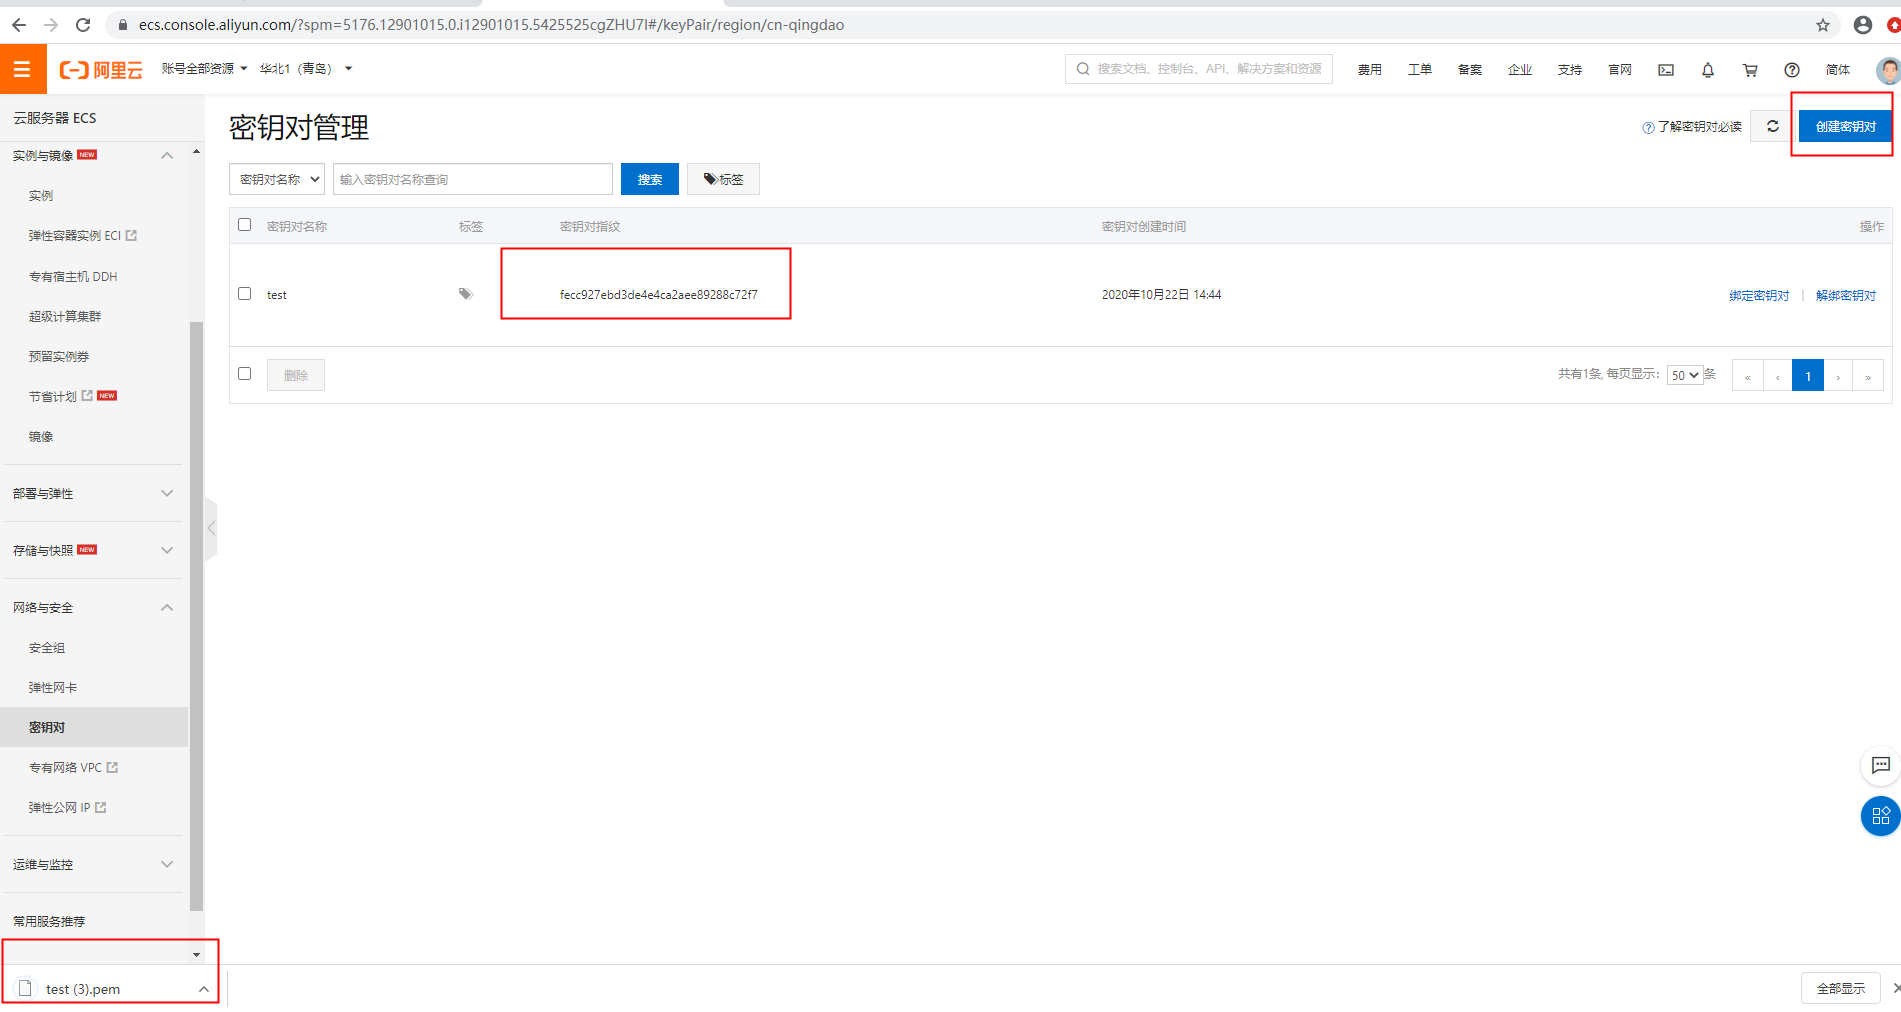 ecs.console.aliyun.com/?spm=5176.12901015.0.i12901015.5425525cgZHU7I#/keyPair/region/cn-qingdao
阿里云 账号全部资源 华北1（青岛） 搜索文档、控制台、API、解决方案和资源 费用 工单 备案 企业 支持 官网 简体
云服务器 ECS
实例与镜像 NEW
实例
弹性容器实例 ECI
专有宿主机 DDH
超级计算集群
预留实例券
节省计划 NEW
镜像
部署与弹性
存储与快照 NEW
网络与安全
安全组
弹性网卡
密钥对
专有网络 VPC
弹性公网 IP
运维与监控
常用服务推荐
密钥对管理
了解密钥对必读 创建密钥对
密钥对名称 输入密钥对名称查询 搜索 标签
密钥对名称 标签 密钥对指纹 密钥对创建时间 操作
test fecc927ebd3de4e4ca2aee89288c72f7 2020年10月22日 14:44 绑定密钥对 | 解绑密钥对
删除 共有1条, 每页显示: 50 条 « ‹ 1 › »
test (3).pem 全部显示